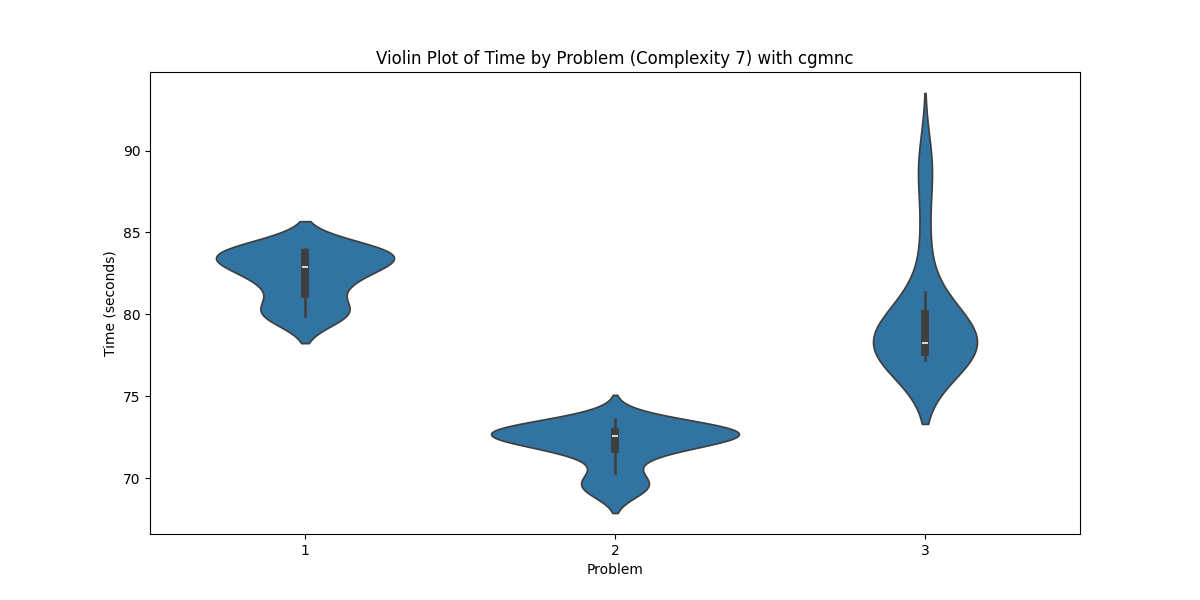 Violin Plot of Time by Problem (Complexity 7) with cgmnc
90
85
80
75
70
Time (seconds)
1 2 3
Problem